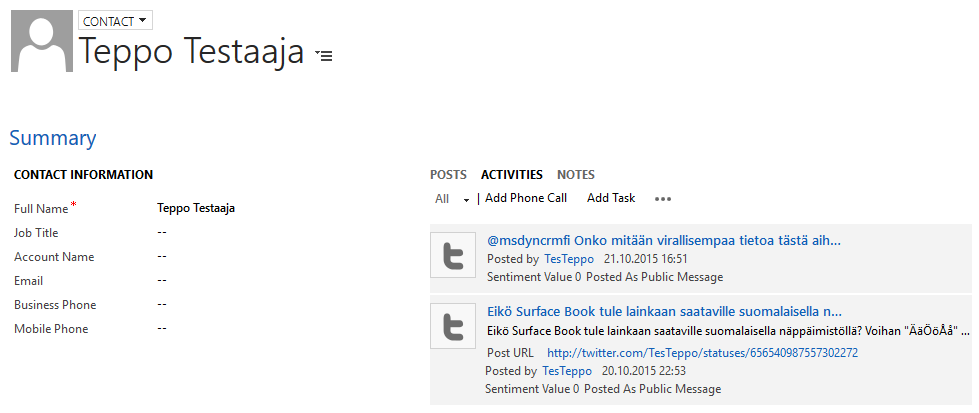 CONTACT
Teppo Testaaja
Summary
CONTACT INFORMATION
Full Name* Teppo Testaaja
Job Title --
Account Name --
Email --
Business Phone --
Mobile Phone --
POSTS ACTIVITIES NOTES
All | Add Phone Call Add Task •••
@msdyncrmfi Onko mitään virallisempaa tietoa tästä aih...
Posted by TesTeppo 21.10.2015 16:51
Sentiment Value 0 Posted As Public Message
Eikö Surface Book tule lainkaan saataville suomalaisella n...
Eikö Surface Book tule lainkaan saataville suomalaisella näppäimistöllä? Voihan "ÄäÖöÅå" ...
Post URL http://twitter.com/TesTeppo/statuses/656540987557302272
Posted by TesTeppo 20.10.2015 22:53
Sentiment Value 0 Posted As Public Message